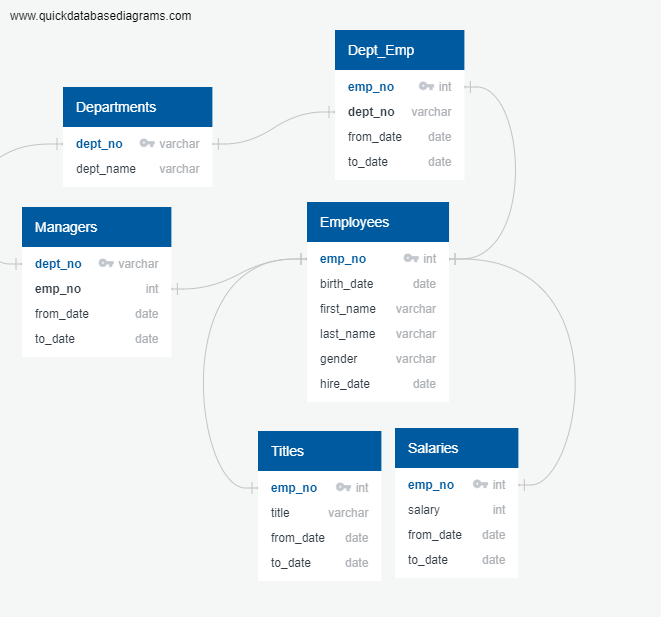 www.quickdatabasediagrams.com
Dept_Emp
emp_no int
dept_no varchar
from_date date
to_date date
Departments
dept_no varchar
dept_name varchar
Managers
dept_no varchar
emp_no int
from_date date
to_date date
Employees
emp_no int
birth_date date
first_name varchar
last_name varchar
gender varchar
hire_date date
Titles
emp_no int
title varchar
from_date date
to_date date
Salaries
emp_no int
salary int
from_date date
to_date date